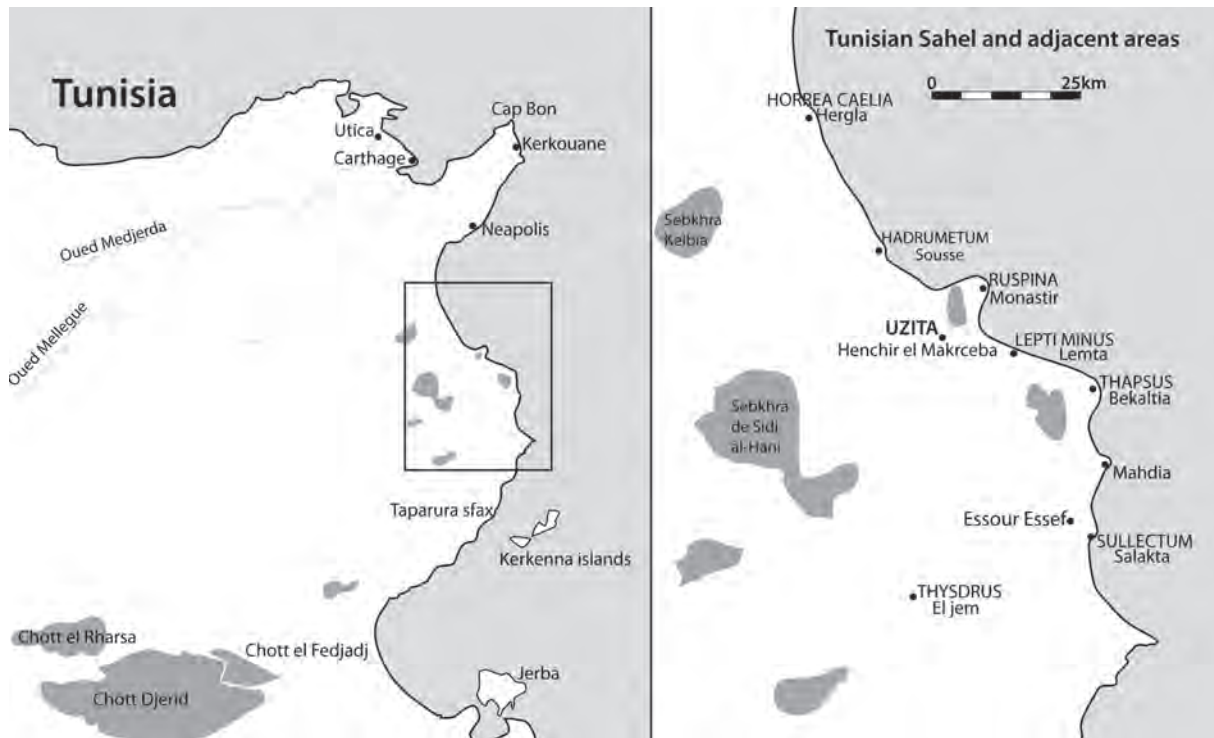 Tunisia
Cap Bon
Utica
Kerkouane
Carthage
Neapolis
Oued Medjerda
Oued Mellegue
Taparura sfax
Kerkenna islands
Chott el Rharsa
Chott el Fedjadj
Chott Djerid
Jerba
Tunisian Sahel and adjacent areas
0 25km
HORREA CAELIA
Hergla
Sebkhra
Kelbia
HADRUMETUM
Sousse
RUSPINA
Monastir
UZITA
Henchir el Makrceba
LEPTI MINUS
Lemta
THAPSUS
Bekaltia
Sebkhra
de Sidi
al-Hani
Mahdia
Essour Essef
SULLECTUM
Salakta
THYSDRUS
El jem